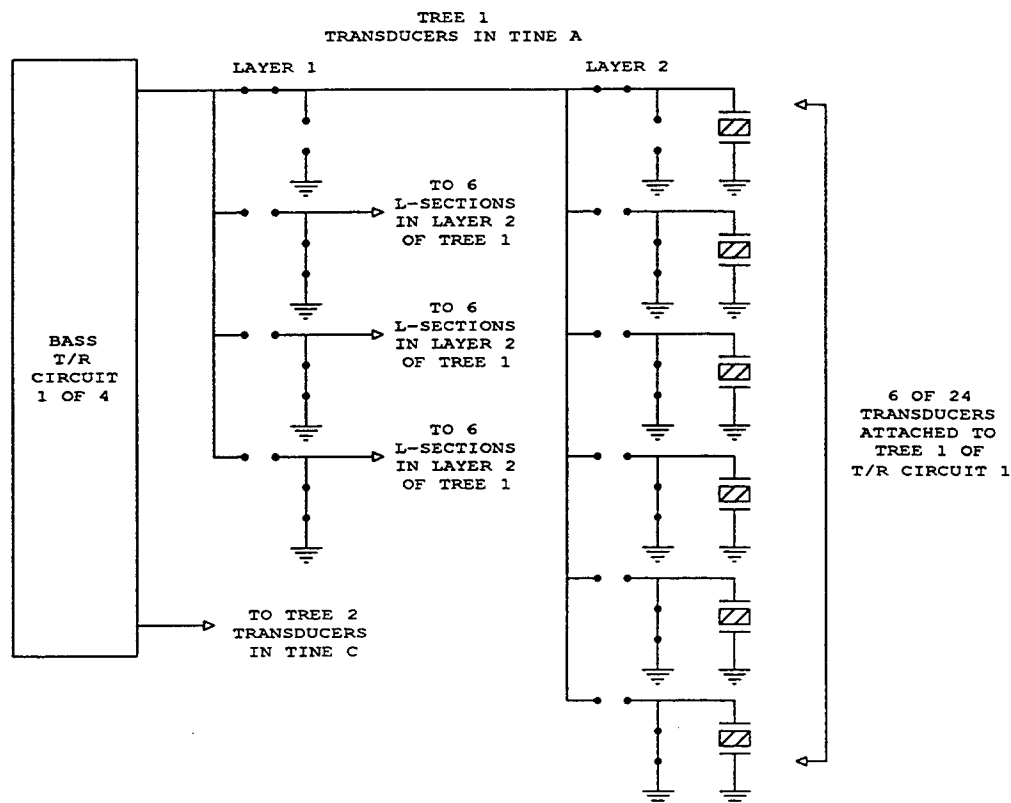 TREE 1
TRANSDUCERS IN TINE A
LAYER 1
LAYER 2
TO 6
L-SECTIONS
IN LAYER 2
OF TREE 1
TO 6
L-SECTIONS
IN LAYER 2
OF TREE 1
TO 6
L-SECTIONS
IN LAYER 2
OF TREE 1
BASS
T/R
CIRCUIT
1 OF 4
6 OF 24
TRANSDUCERS
ATTACHED TO
TREE 1 OF
T/R CIRCUIT 1
TO TREE 2
TRANSDUCERS
IN TINE C